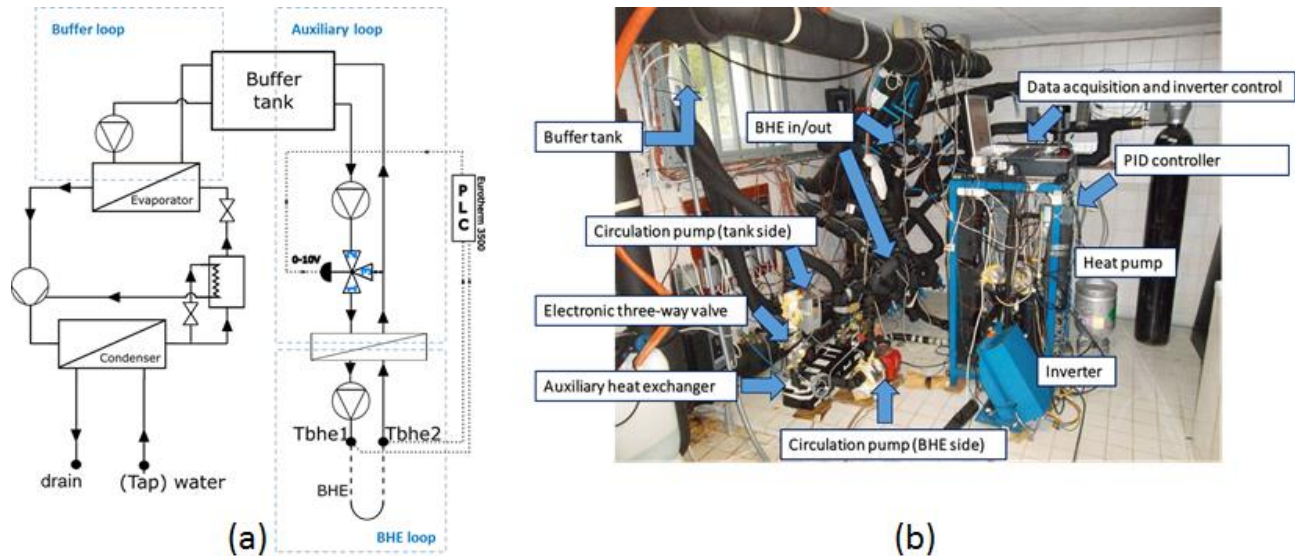 Buffer loop
Auxiliary loop
Buffer
tank
Evaporator
PLC
Eurotherm 3500
0-10V
Condenser
Tbhe1
Tbhe2
drain
(Tap) water
BHE
BHE loop
(a)
Data acquisition and inverter control
Buffer tank
BHE in/out
PID controller
Circulation pump (tank side)
Heat pump
Electronic three-way valve
Inverter
Auxiliary heat exchanger
Circulation pump (BHE side)
(b)